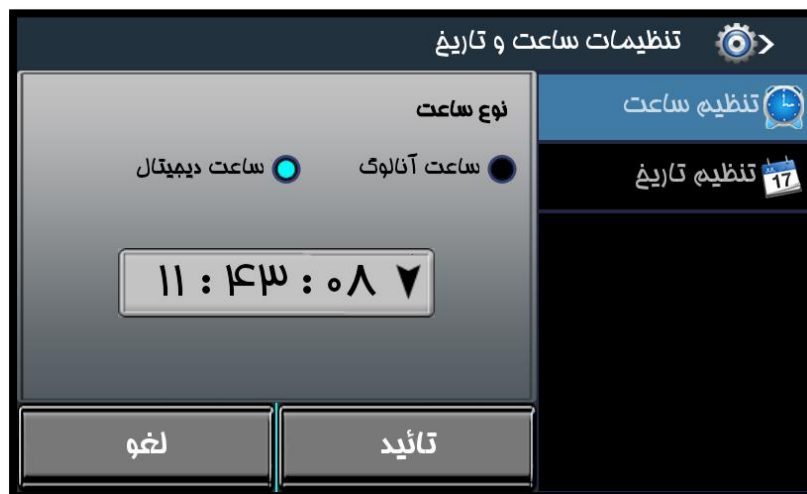 تنظیمات ساعت و تاریخ
تنظیم ساعت
17 تنظیم تاریخ
نوع ساعت
ساعت آنالوگ
ساعت دیجیتال
۱۱ : ۴۳ : ۰۸
تائید
لغو